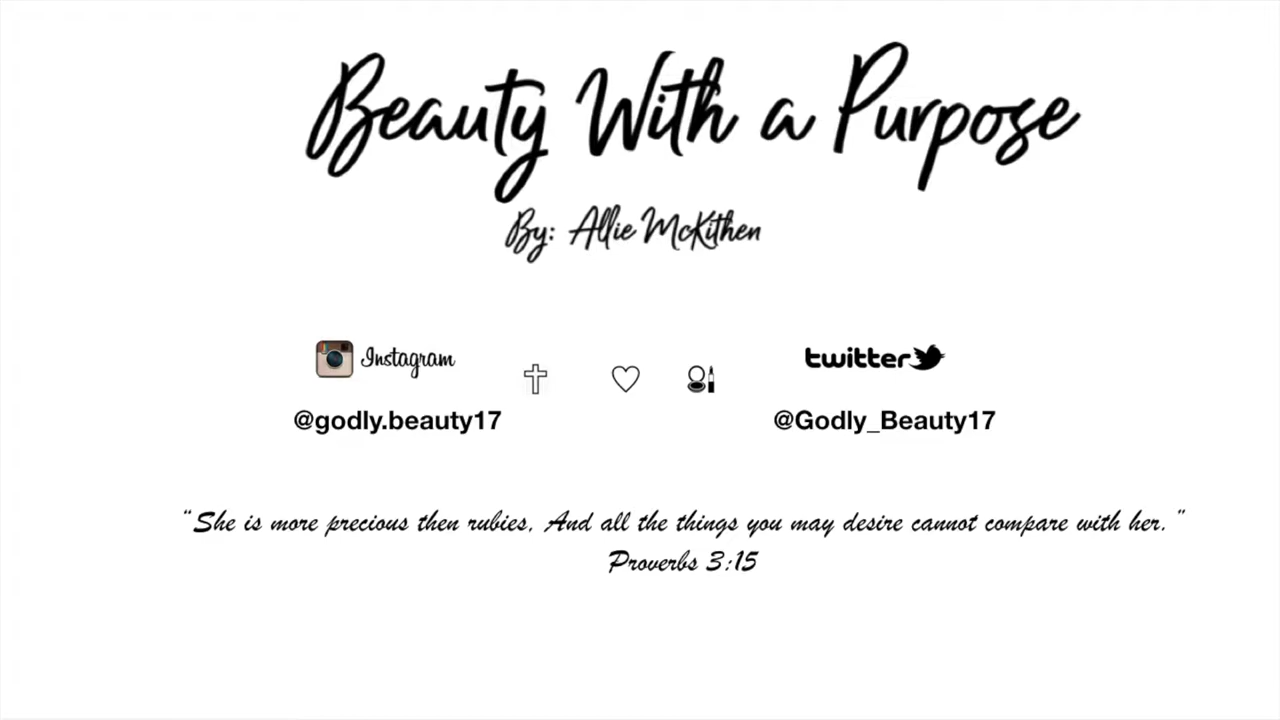 Beauty With a Purpose
By: Allie McKithen
Instagram
twitter
@godly.beauty17
@Godly_Beauty17
"She is more precious then rubies, And all the things you may desire cannot compare with her."
Proverbs 3:15